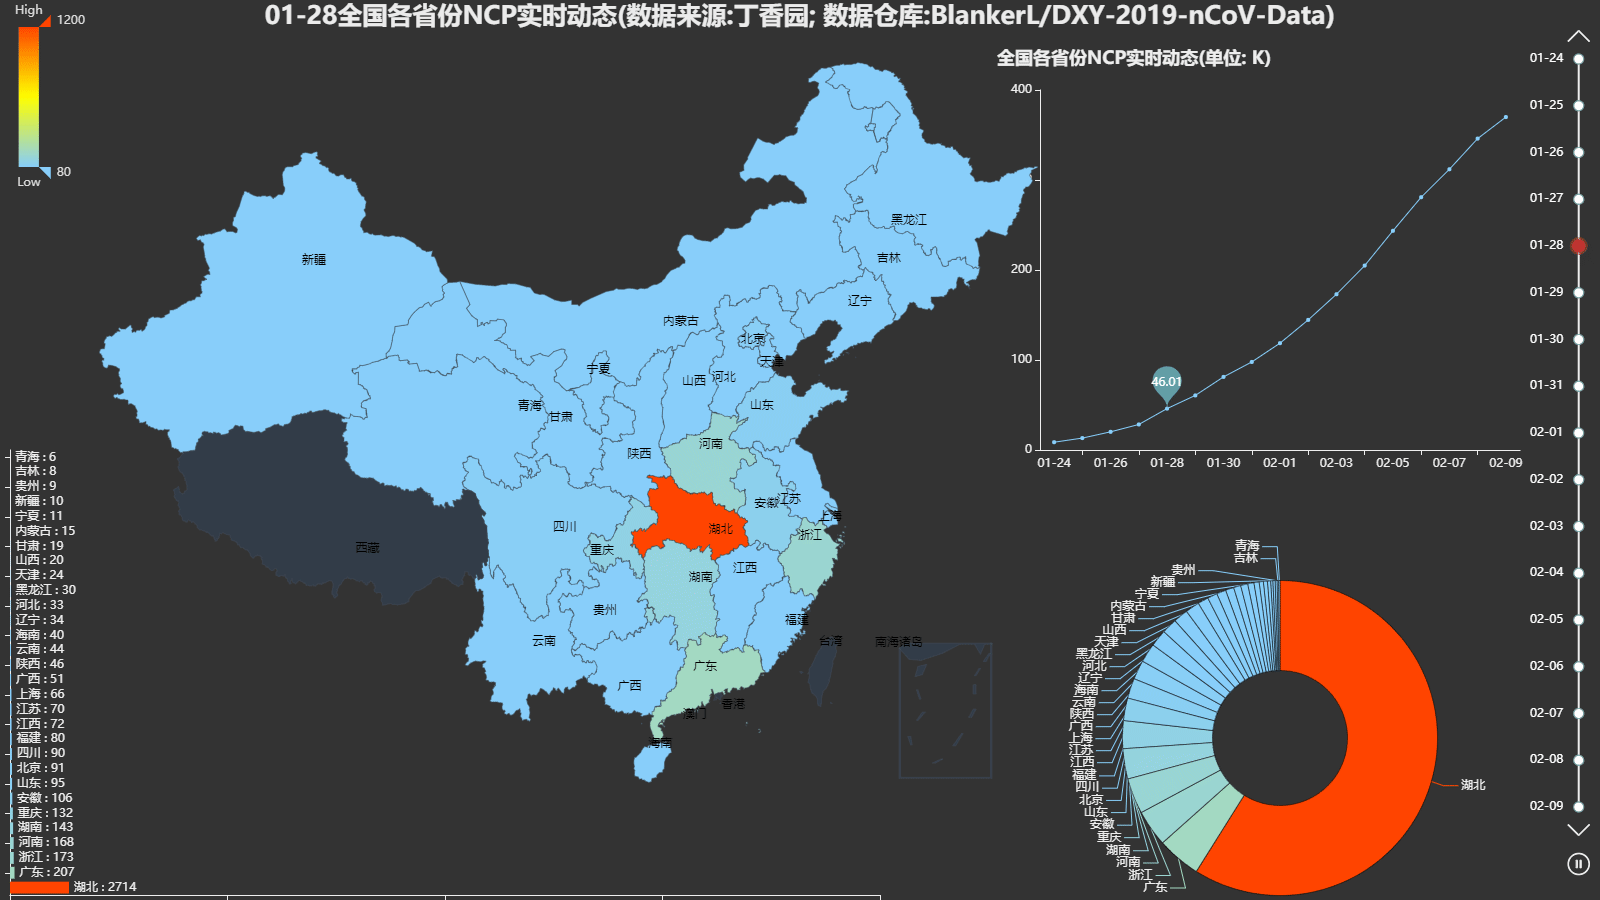 01-28全国各省份NCP实时动态(数据来源:丁香园; 数据仓库:BlankerL/DXY-2019-nCoV-Data)
High
1200
80
Low
全国各省份NCP实时动态(单位: K)
400
200
100
0
46.01
01-24
01-26
01-28
01-30
02-01
02-03
02-05
02-07
02-09
01-24
01-25
01-26
01-27
01-28
01-29
01-30
01-31
02-01
02-02
02-03
02-04
02-05
02-06
02-07
02-08
02-09
黑龙江
吉林
新疆
辽宁
内蒙古
北京
天津
宁夏
山西
河北
青海
甘肃
山东
河南
陕西
安徽
江苏
上海
四川
湖北
浙江
重庆
西藏
江西
湖南
贵州
福建
云南
台湾
南海诸岛
广东
广西
香港
澳门
海南
青海 : 6
吉林 : 8
贵州 : 9
新疆 : 10
宁夏 : 11
内蒙古 : 15
甘肃 : 19
山西 : 20
天津 : 24
黑龙江 : 30
河北 : 33
辽宁 : 34
海南 : 40
云南 : 44
陕西 : 46
广西 : 51
上海 : 66
江苏 : 70
江西 : 72
福建 : 80
四川 : 90
北京 : 91
山东 : 95
安徽 : 106
重庆 : 132
湖南 : 143
河南 : 168
浙江 : 173
广东 : 207
湖北 : 2714
青海
吉林
贵州
新疆
宁夏
内蒙古
甘肃
山西
天津
黑龙江
河北
辽宁
海南
云南
陕西
广西
上海
江苏
江西
福建
四川
北京
山东
安徽
重庆
湖南
河南
浙江
广东
湖北